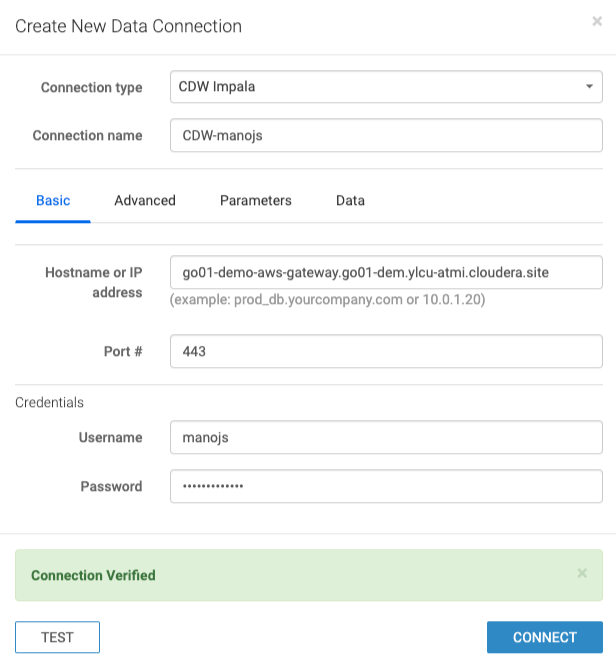 Create New Data Connection
×
Connection type
CDW Impala
Connection name
CDW-manojs
Basic
Advanced
Parameters
Data
Hostname or IP
address
go01-demo-aws-gateway.go01-dem.ylcu-atmi.cloudera.site
(example: prod_db.yourcompany.com or 10.0.1.20)
Port #
443
Credentials
Username
manojs
Password
•••••••••••••
Connection Verified
×
TEST
CONNECT